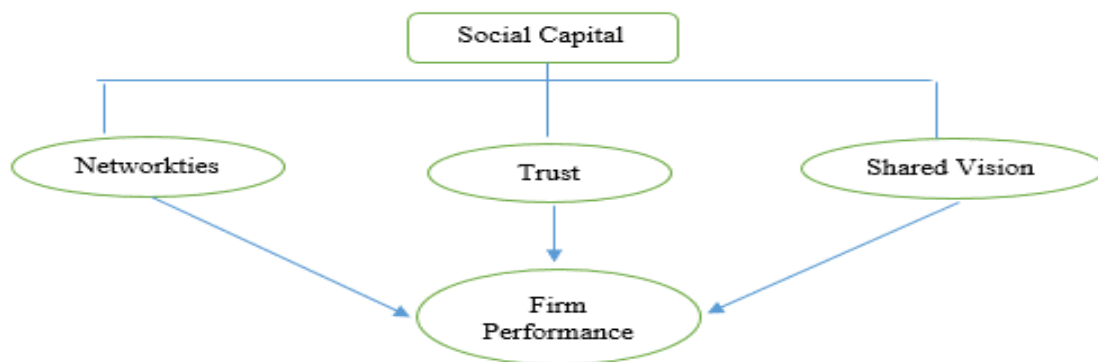 Social Capital
Networkties
Trust
Shared Vision
Firm
Performance